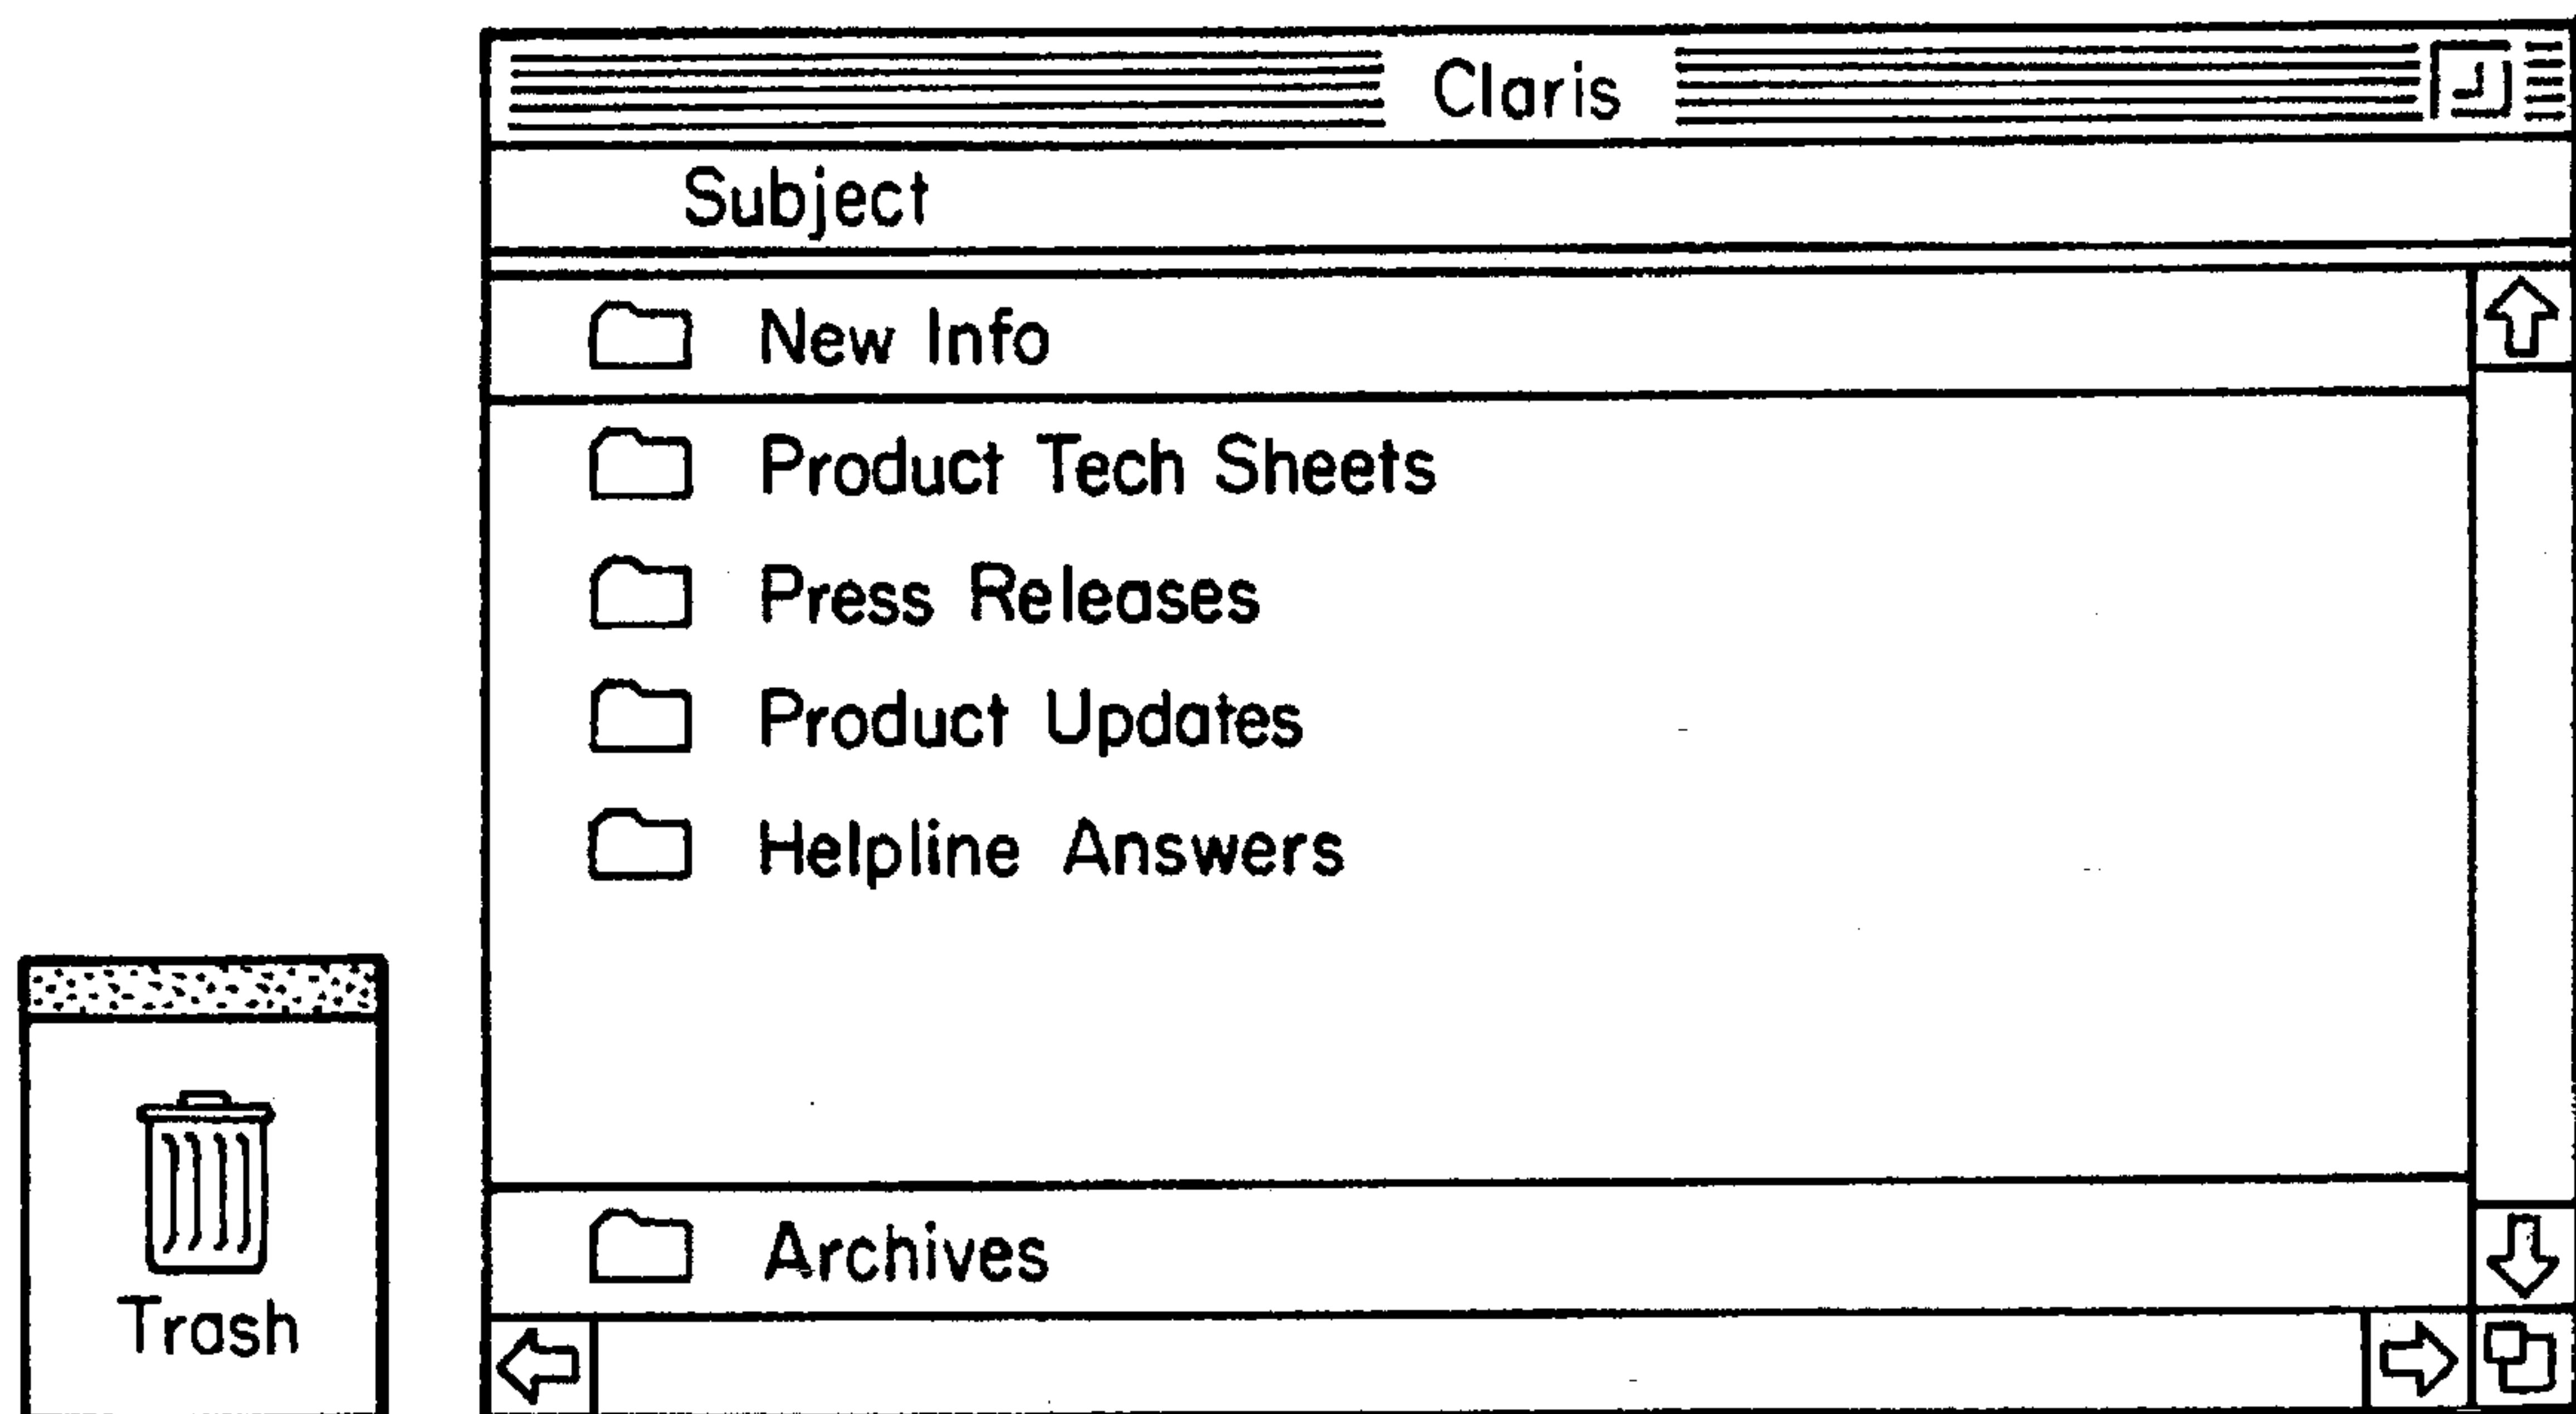 Claris
Subject
New Info
Product Tech Sheets
Press Releases
Product Updates
Helpline Answers
Archives
Trash